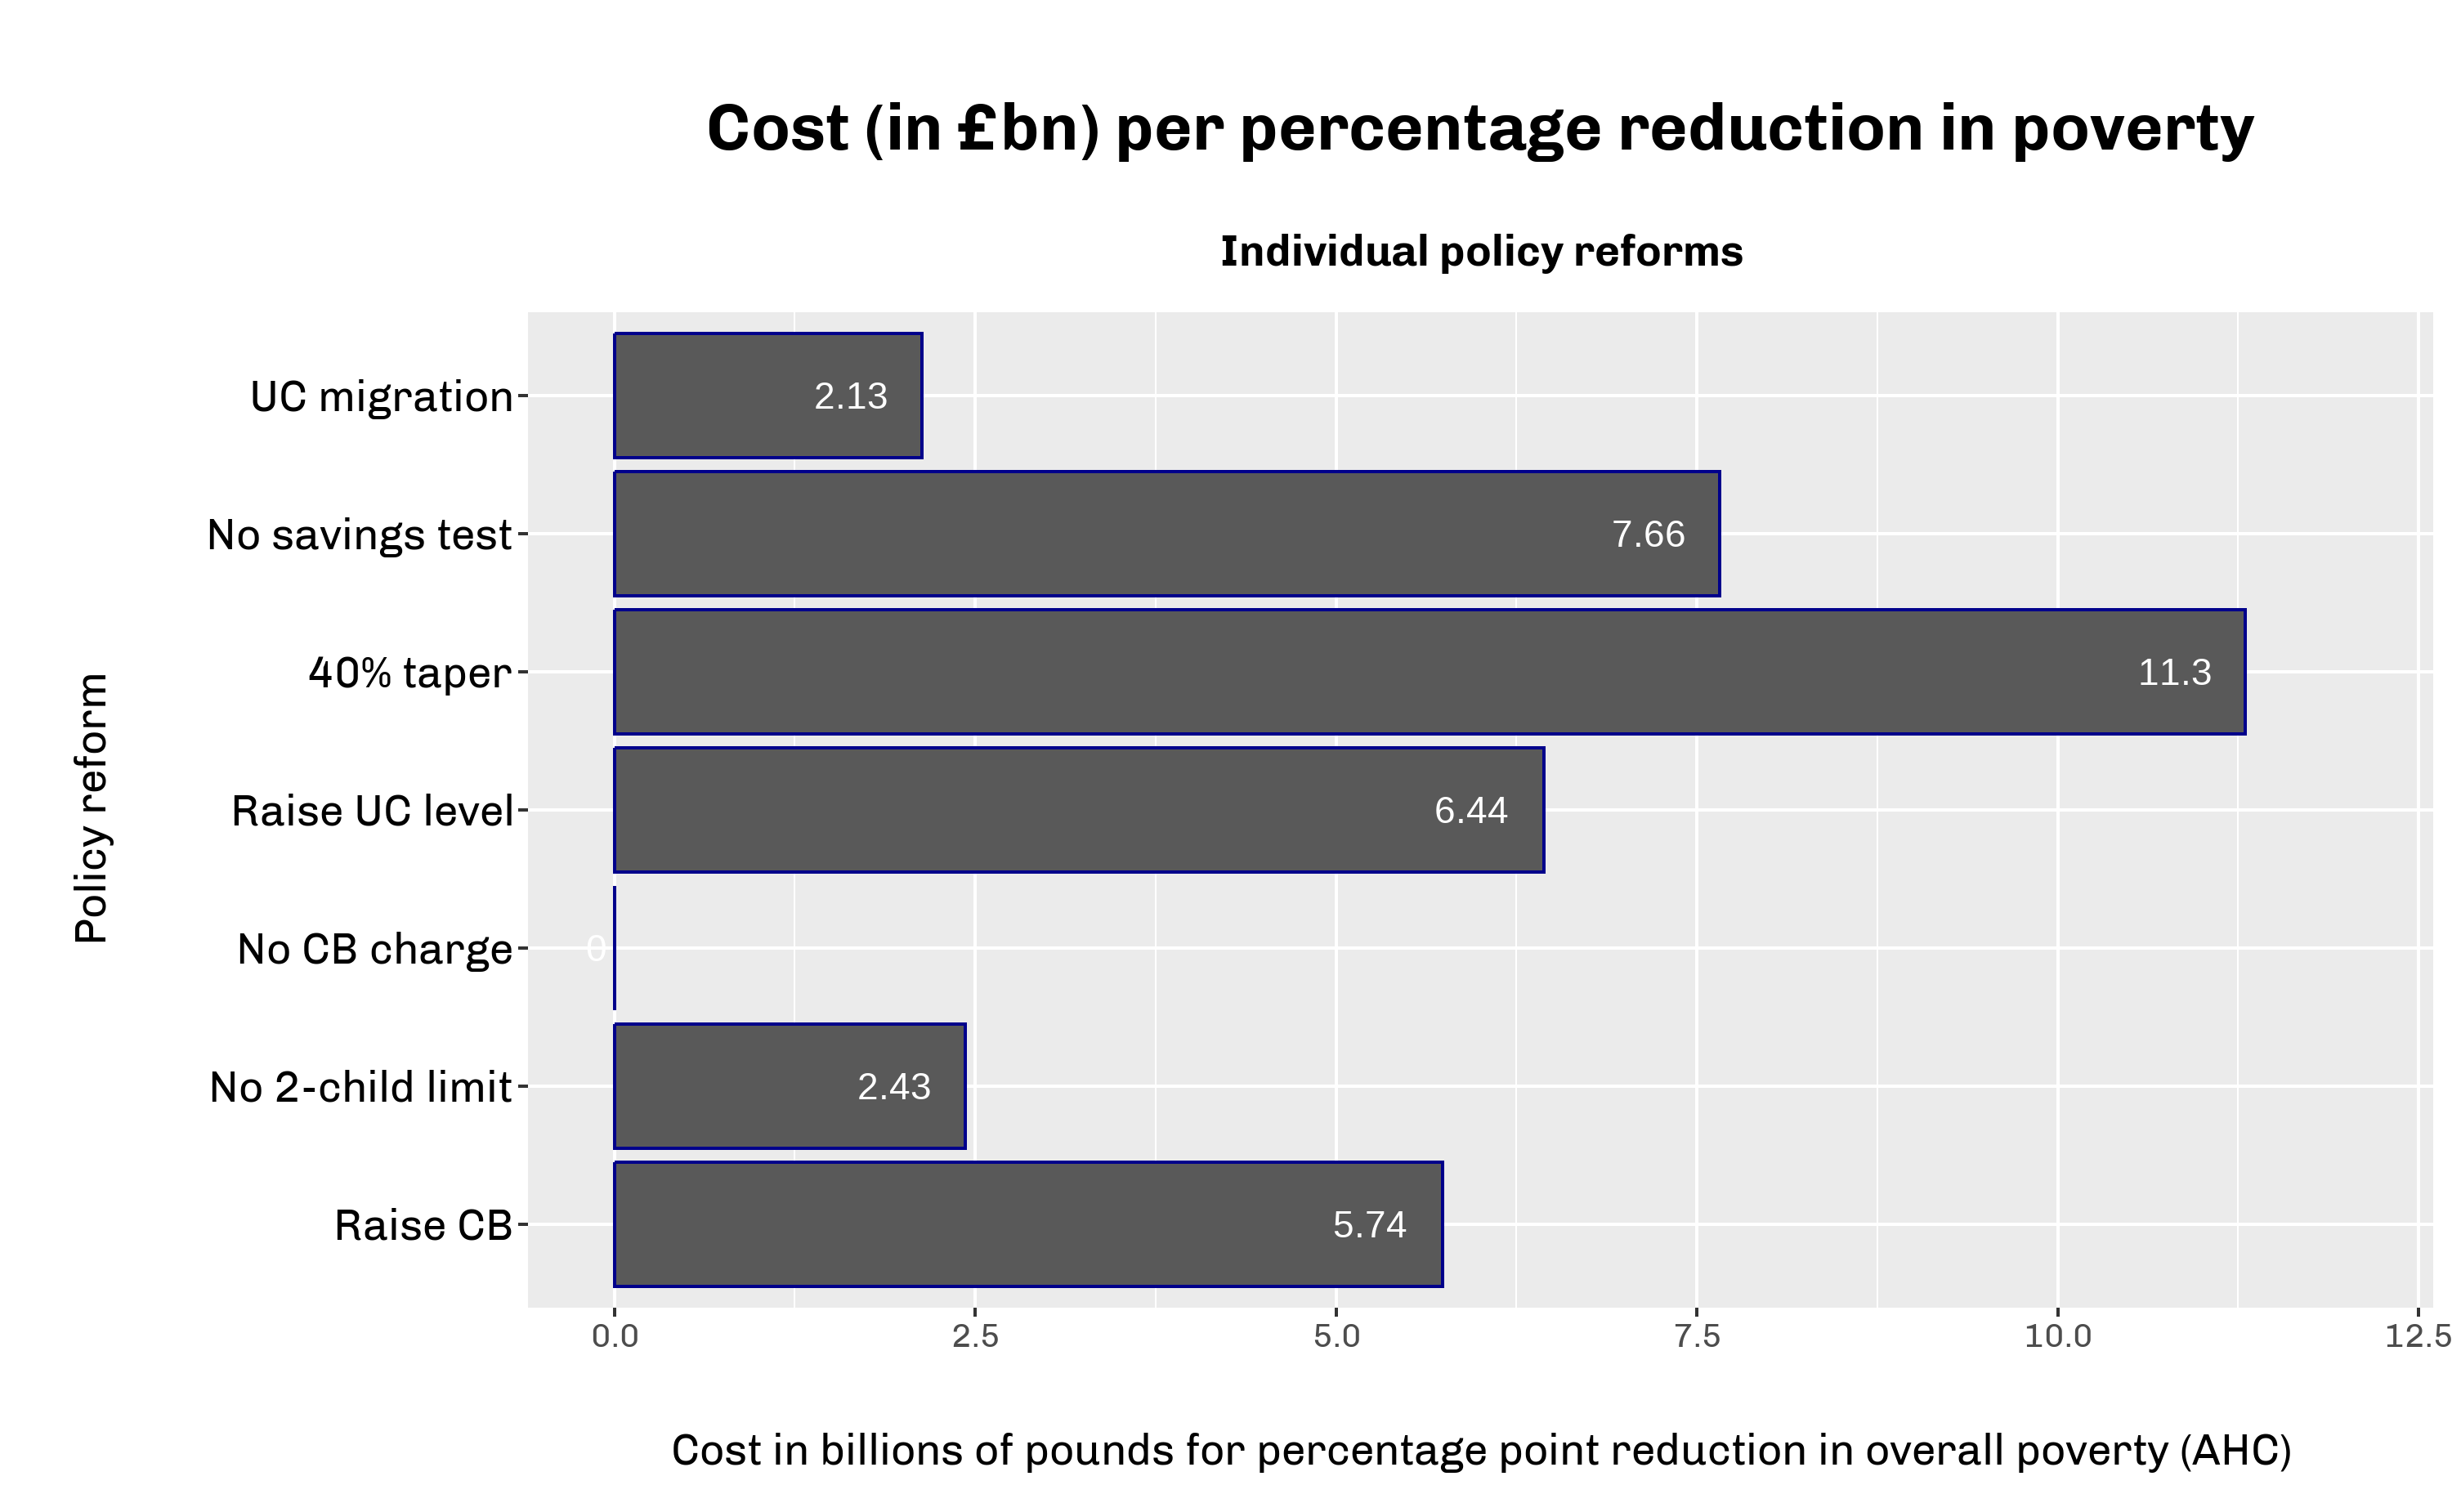 Cost (in £bn) per percentage reduction in poverty
Individual policy reforms
Policy reform
UC migration
2.13
No savings test
7.66
40% taper
11.3
Raise UC level
6.44
No CB charge
0
No 2-child limit
2.43
Raise CB
5.74
0.0 2.5 5.0 7.5 10.0 12.5
Cost in billions of pounds for percentage point reduction in overall poverty (AHC)